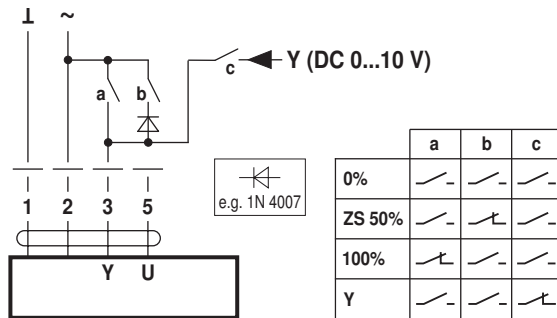 ⊥ ~
Y (DC 0...10 V)
c
a b
1 2 3 5
Y U
e.g. 1N 4007
a b c
0%
ZS 50%
100%
Y